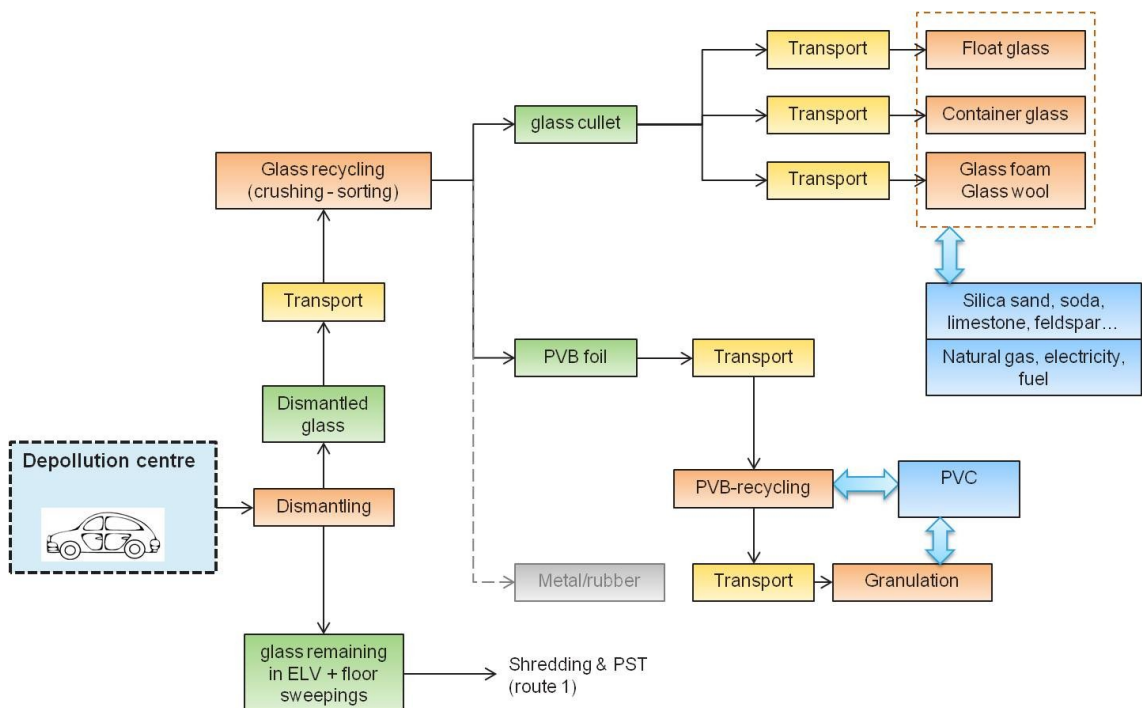 Transport
Float glass
glass cullet
Transport
Container glass
Glass recycling
(crushing - sorting)
Transport
Glass foam
Glass wool
Transport
Silica sand, soda,
limestone, feldspar...
Natural gas, electricity,
fuel
PVB foil
Transport
Dismantled
glass
Depollution centre
Dismantling
PVB-recycling
PVC
Metal/rubber
Transport
Granulation
glass remaining
in ELV + floor
sweepings
Shredding & PST
(route 1)